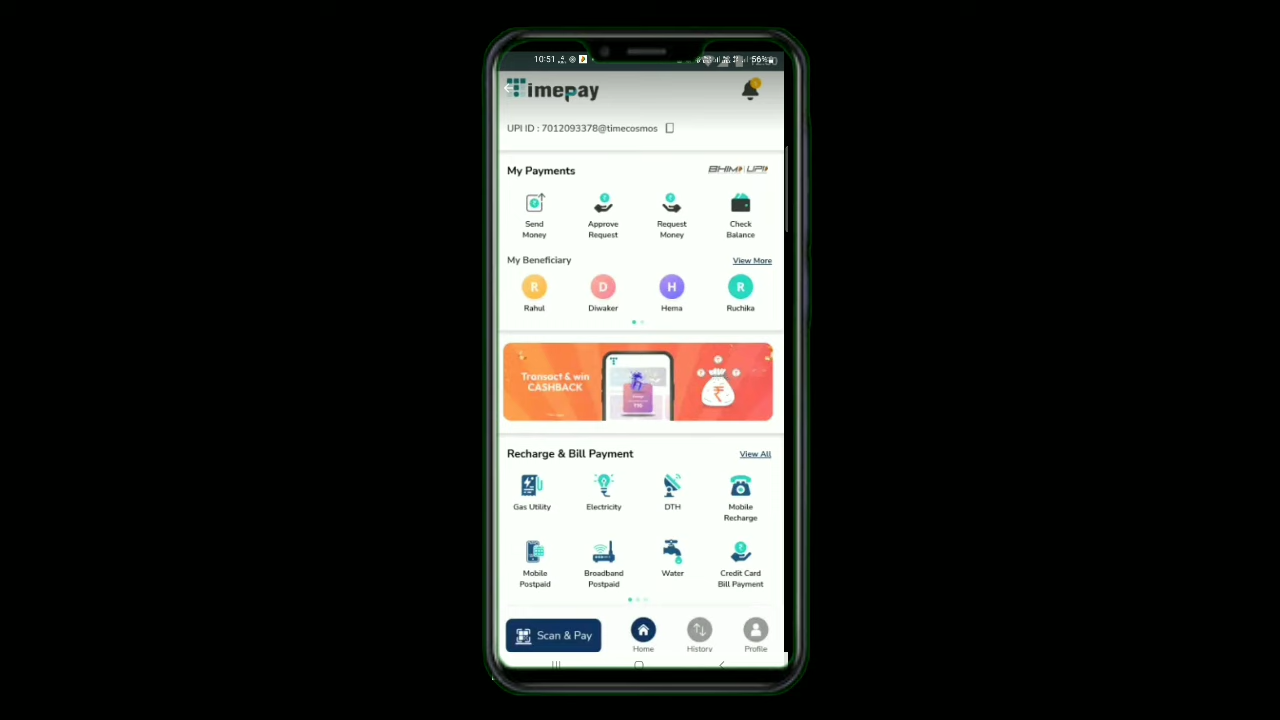 10:51
56%
Timepay
UPI ID : 7012093378@timecosmos
My Payments
BHIM UPI
Send Money
Approve Request
Request Money
Check Balance
My Beneficiary
View More
R
D
H
R
Rahul
Diwaker
Hema
Ruchika
Transact & win
CASHBACK
Recharge & Bill Payment
View All
Gas Utility
Electricity
DTH
Mobile Recharge
Mobile Postpaid
Broadband Postpaid
Water
Credit Card Bill Payment
Scan & Pay
Home
History
Profile